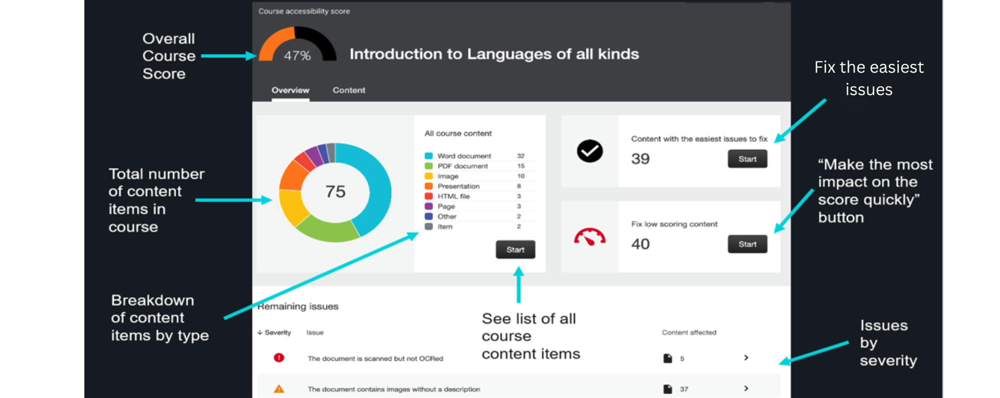 Course accessibility score
47%
Introduction to Languages of all kinds
Overview Content
Overall
Course
Score
Fix the easiest
issues
Total number
of content
items in
course
75
All course content
Word document 32
PDF document 15
Image 10
Presentation 8
HTML file 3
Page 3
Other 2
Item 2
Start
Content with the easiest issues to fix
39
Start
Fix low scoring content
40
Start
“Make the most
impact on the
score quickly”
button
Breakdown
of content
items by type
See list of all
course
content items
Issues
by
severity
Remaining issues
Severity Issue Content affected
The document is scanned but not OCRed 5
The document contains images without a description 37